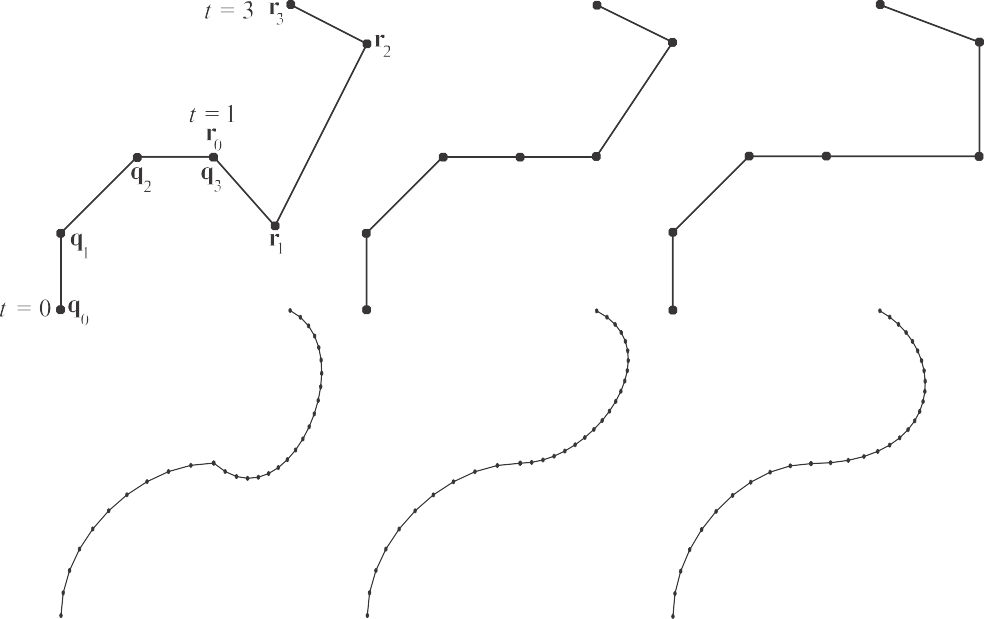 t = 3 r₃
r₂
t = 1
r₀
q₂ q₃
q₁ r₁
t = 0 q₀